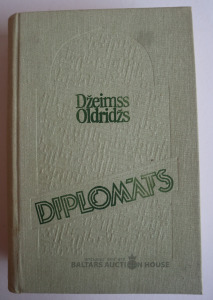 Džeimss
Oldridžs
DIPLOMĀTS
BALTARS AUCTION HOUSE